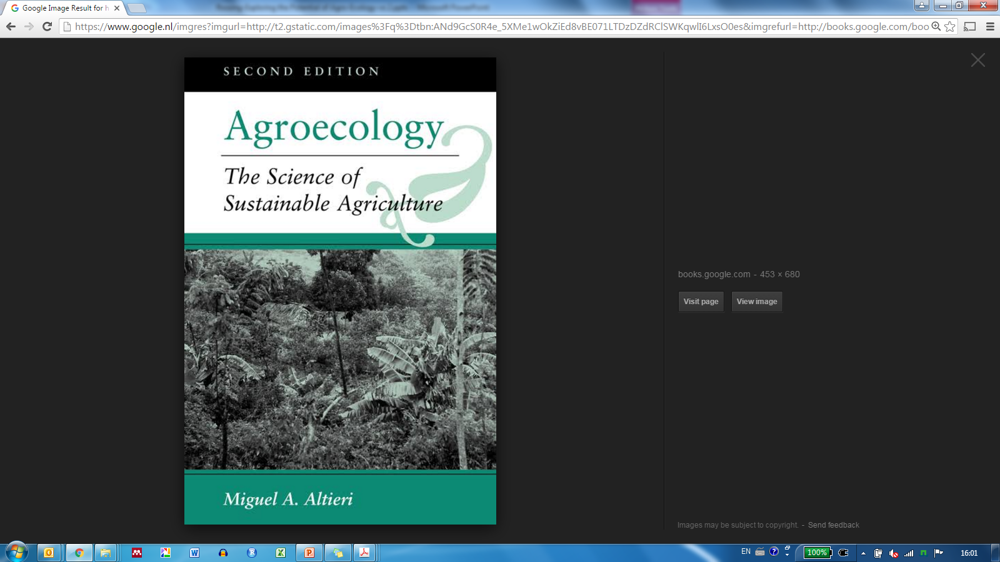 Google Image Result for h
https://www.google.nl/imgres?imgurl=http://t2.gstatic.com/images%3Fq%3Dtbn:ANd9GcS0R4e_5XMe1wOkZiEd8vBE071LTDzDZdRClSWKqwlI6LxsO0es&imgrefurl=http://books.google.com/boo
SECOND EDITION
Agroecology
The Science of
Sustainable Agriculture
Miguel A. Altieri
books.google.com - 453 × 680
Visit page
View image
Images may be subject to copyright. - Send feedback
EN
100%
16:01